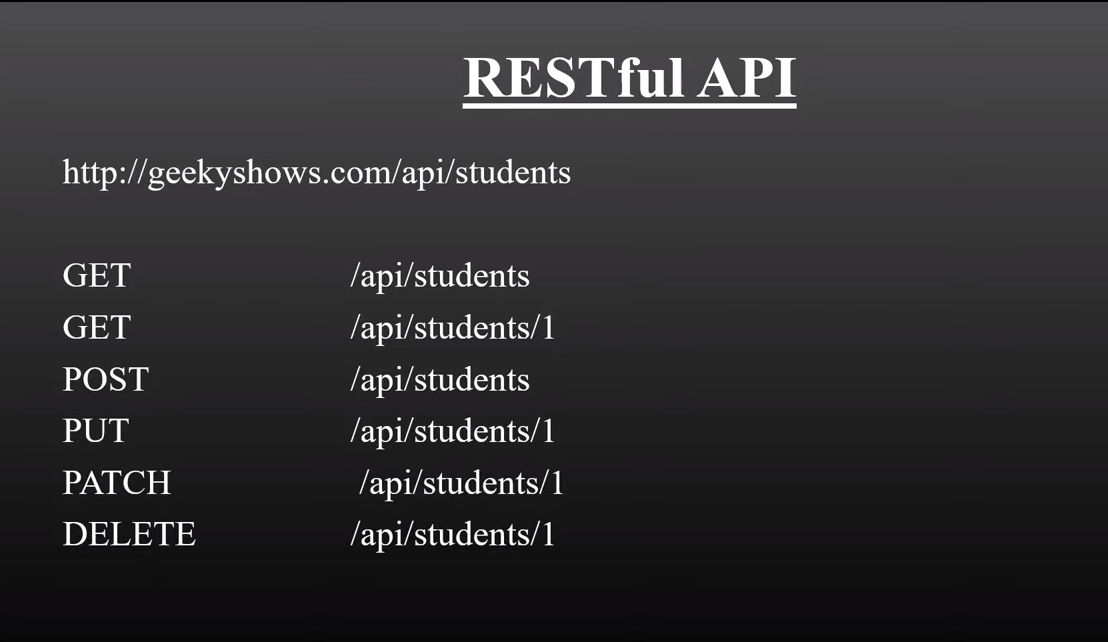 RESTful API
http://geekyshows.com/api/students
GET /api/students
GET /api/students/1
POST /api/students
PUT /api/students/1
PATCH /api/students/1
DELETE /api/students/1